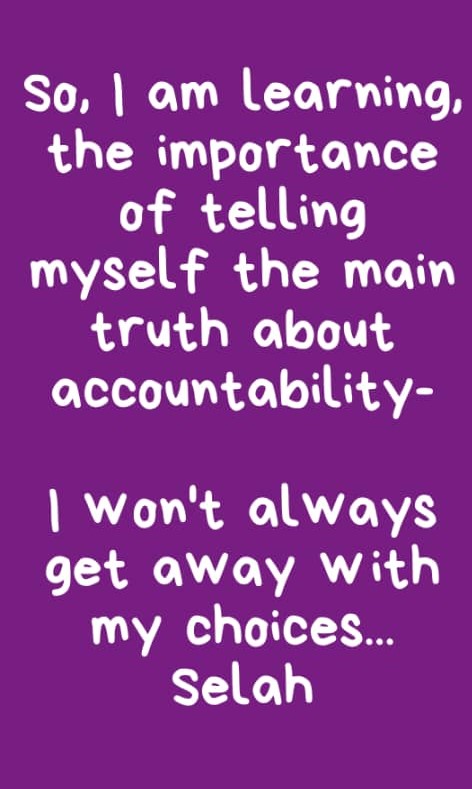 So, I am learning,
the importance
of telling
myself the main
truth about
accountability-
I won't always
get away with
my choices...
Selah